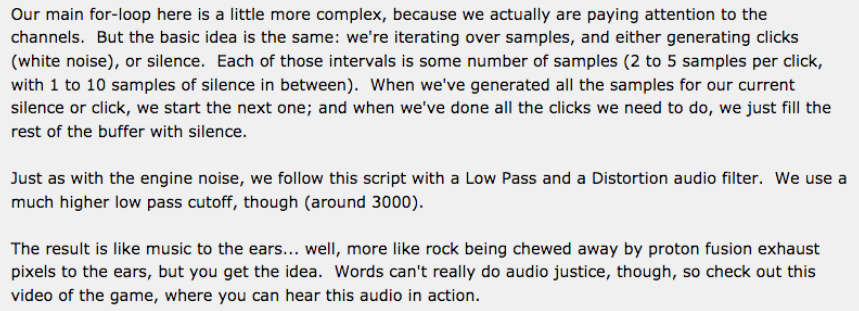 Our main for-loop here is a little more complex, because we actually are paying attention to the
channels.  But the basic idea is the same: we're iterating over samples, and either generating clicks
(white noise), or silence.  Each of those intervals is some number of samples (2 to 5 samples per click,
with 1 to 10 samples of silence in between).  When we've generated all the samples for our current
silence or click, we start the next one; and when we've done all the clicks we need to do, we just fill the
rest of the buffer with silence.
Just as with the engine noise, we follow this script with a Low Pass and a Distortion audio filter.  We use a
much higher low pass cutoff, though (around 3000).
The result is like music to the ears... well, more like rock being chewed away by proton fusion exhaust
pixels to the ears, but you get the idea.  Words can't really do audio justice, though, so check out this
video of the game, where you can hear this audio in action.